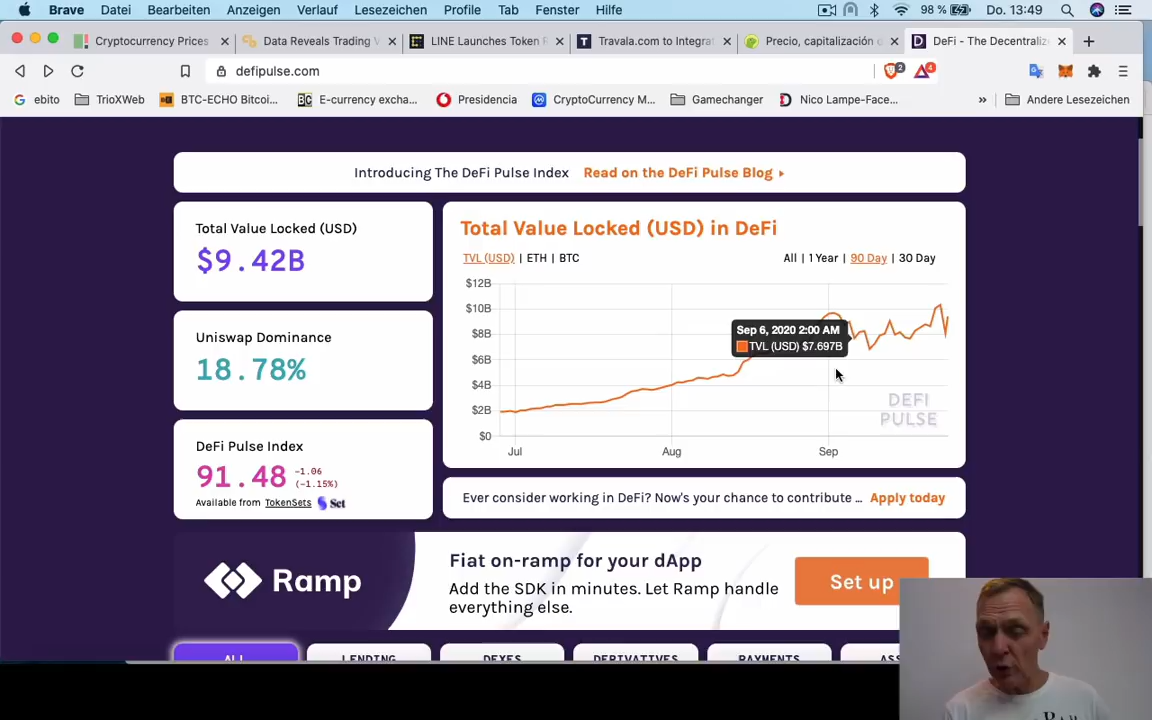 Brave Datei Bearbeiten Anzeigen Verlauf Lesezeichen Profile Tab Fenster Hilfe 98 % Do. 13:49
Cryptocurrency Prices Data Reveals Trading V LINE Launches Token R Travala.com to Integrat Precio, capitalización d DeFi - The Decentraliz
defipulse.com 2 4
ebito TrioXWeb BTC-ECHO Bitcoi... E-currency excha... Presidencia CryptoCurrency M... Gamechanger Nico Lampe-Face... » Andere Lesezeichen
Introducing The DeFi Pulse Index Read on the DeFi Pulse Blog
Total Value Locked (USD)
$9.42B
Uniswap Dominance
18.78%
DeFi Pulse Index
91.48 -1.06 (-1.15%)
Available from TokenSets Set
Total Value Locked (USD) in DeFi
TVL (USD) | ETH | BTC All | 1 Year | 90 Day | 30 Day
$12B
$10B
$8B
$6B
$4B
$2B
$0
Sep 6, 2020 2:00 AM
TVL (USD) $7.697B
DEFI
PULSE
Jul Aug Sep
Ever consider working in DeFi? Now's your chance to contribute ... Apply today
Ramp
Fiat on-ramp for your dApp
Add the SDK in minutes. Let Ramp handle
everything else.
Set up
ALL LENDING DEXES DERIVATIVES PAYMENTS ASS